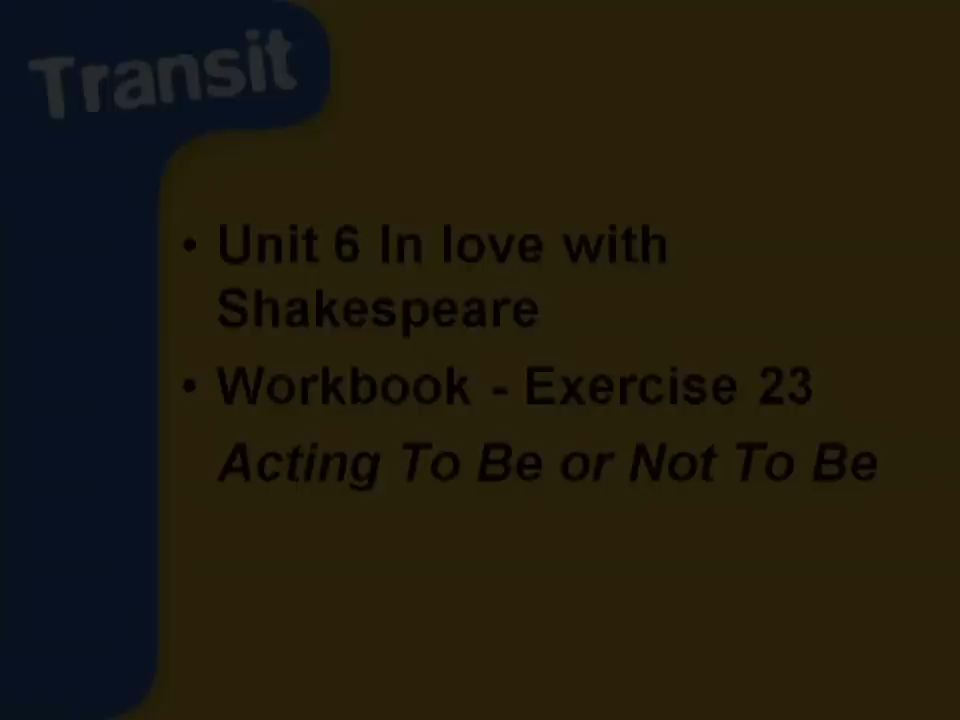 Transit
• Unit 6 In love with
Shakespeare
• Workbook - Exercise 23
Acting To Be or Not To Be